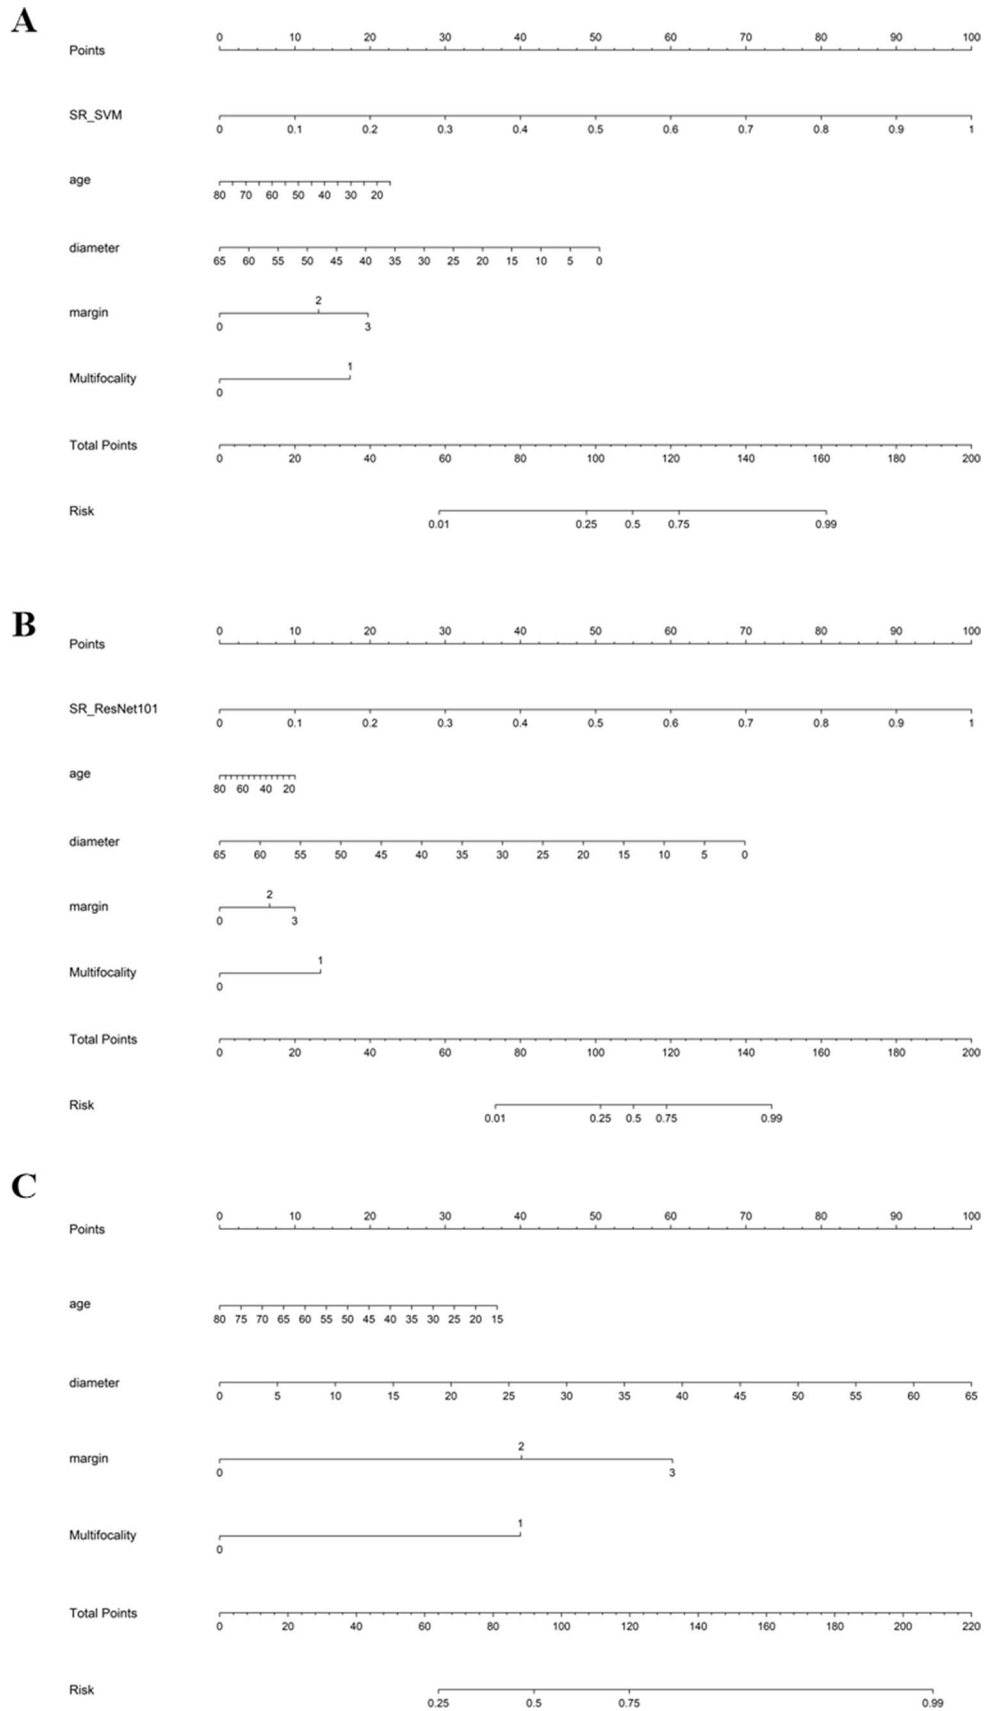 A
0 10 20 30 40 50 60 70 80 90 100
Points
SR_SVM
0 0.1 0.2 0.3 0.4 0.5 0.6 0.7 0.8 0.9 1
age
80 70 60 50 40 30 20
diameter
65 60 55 50 45 40 35 30 25 20 15 10 5 0
2
margin
0 3
1
Multifocality
0
Total Points
0 20 40 60 80 100 120 140 160 180 200
Risk
0.01 0.25 0.5 0.75 0.99
B
0 10 20 30 40 50 60 70 80 90 100
Points
SR_ResNet101
0 0.1 0.2 0.3 0.4 0.5 0.6 0.7 0.8 0.9 1
age
80 60 40 20
diameter
65 60 55 50 45 40 35 30 25 20 15 10 5 0
2
margin
0 3
1
Multifocality
0
Total Points
0 20 40 60 80 100 120 140 160 180 200
Risk
0.01 0.25 0.5 0.75 0.99
C
0 10 20 30 40 50 60 70 80 90 100
Points
age
80 75 70 65 60 55 50 45 40 35 30 25 20 15
diameter
0 5 10 15 20 25 30 35 40 45 50 55 60 65
2
margin
0 3
1
Multifocality
0
Total Points
0 20 40 60 80 100 120 140 160 180 200 220
Risk
0.25 0.5 0.75 0.99